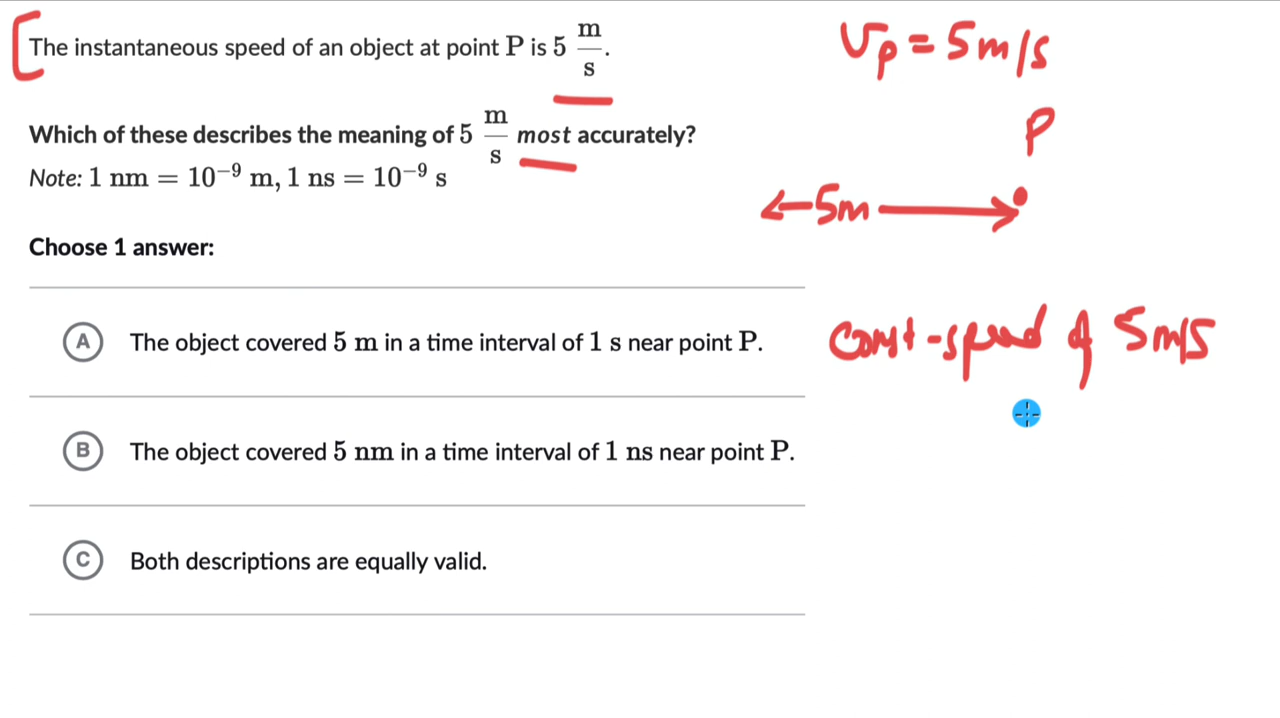 The instantaneous speed of an object at point P is 5 m/s.
Vp = 5m/s
P
Which of these describes the meaning of 5 m/s most accurately?
Note: 1 nm = 10⁻⁹ m, 1 ns = 10⁻⁹ s
5m
Choose 1 answer:
A The object covered 5 m in a time interval of 1 s near point P.
const-speed of 5m/s
B The object covered 5 nm in a time interval of 1 ns near point P.
C Both descriptions are equally valid.